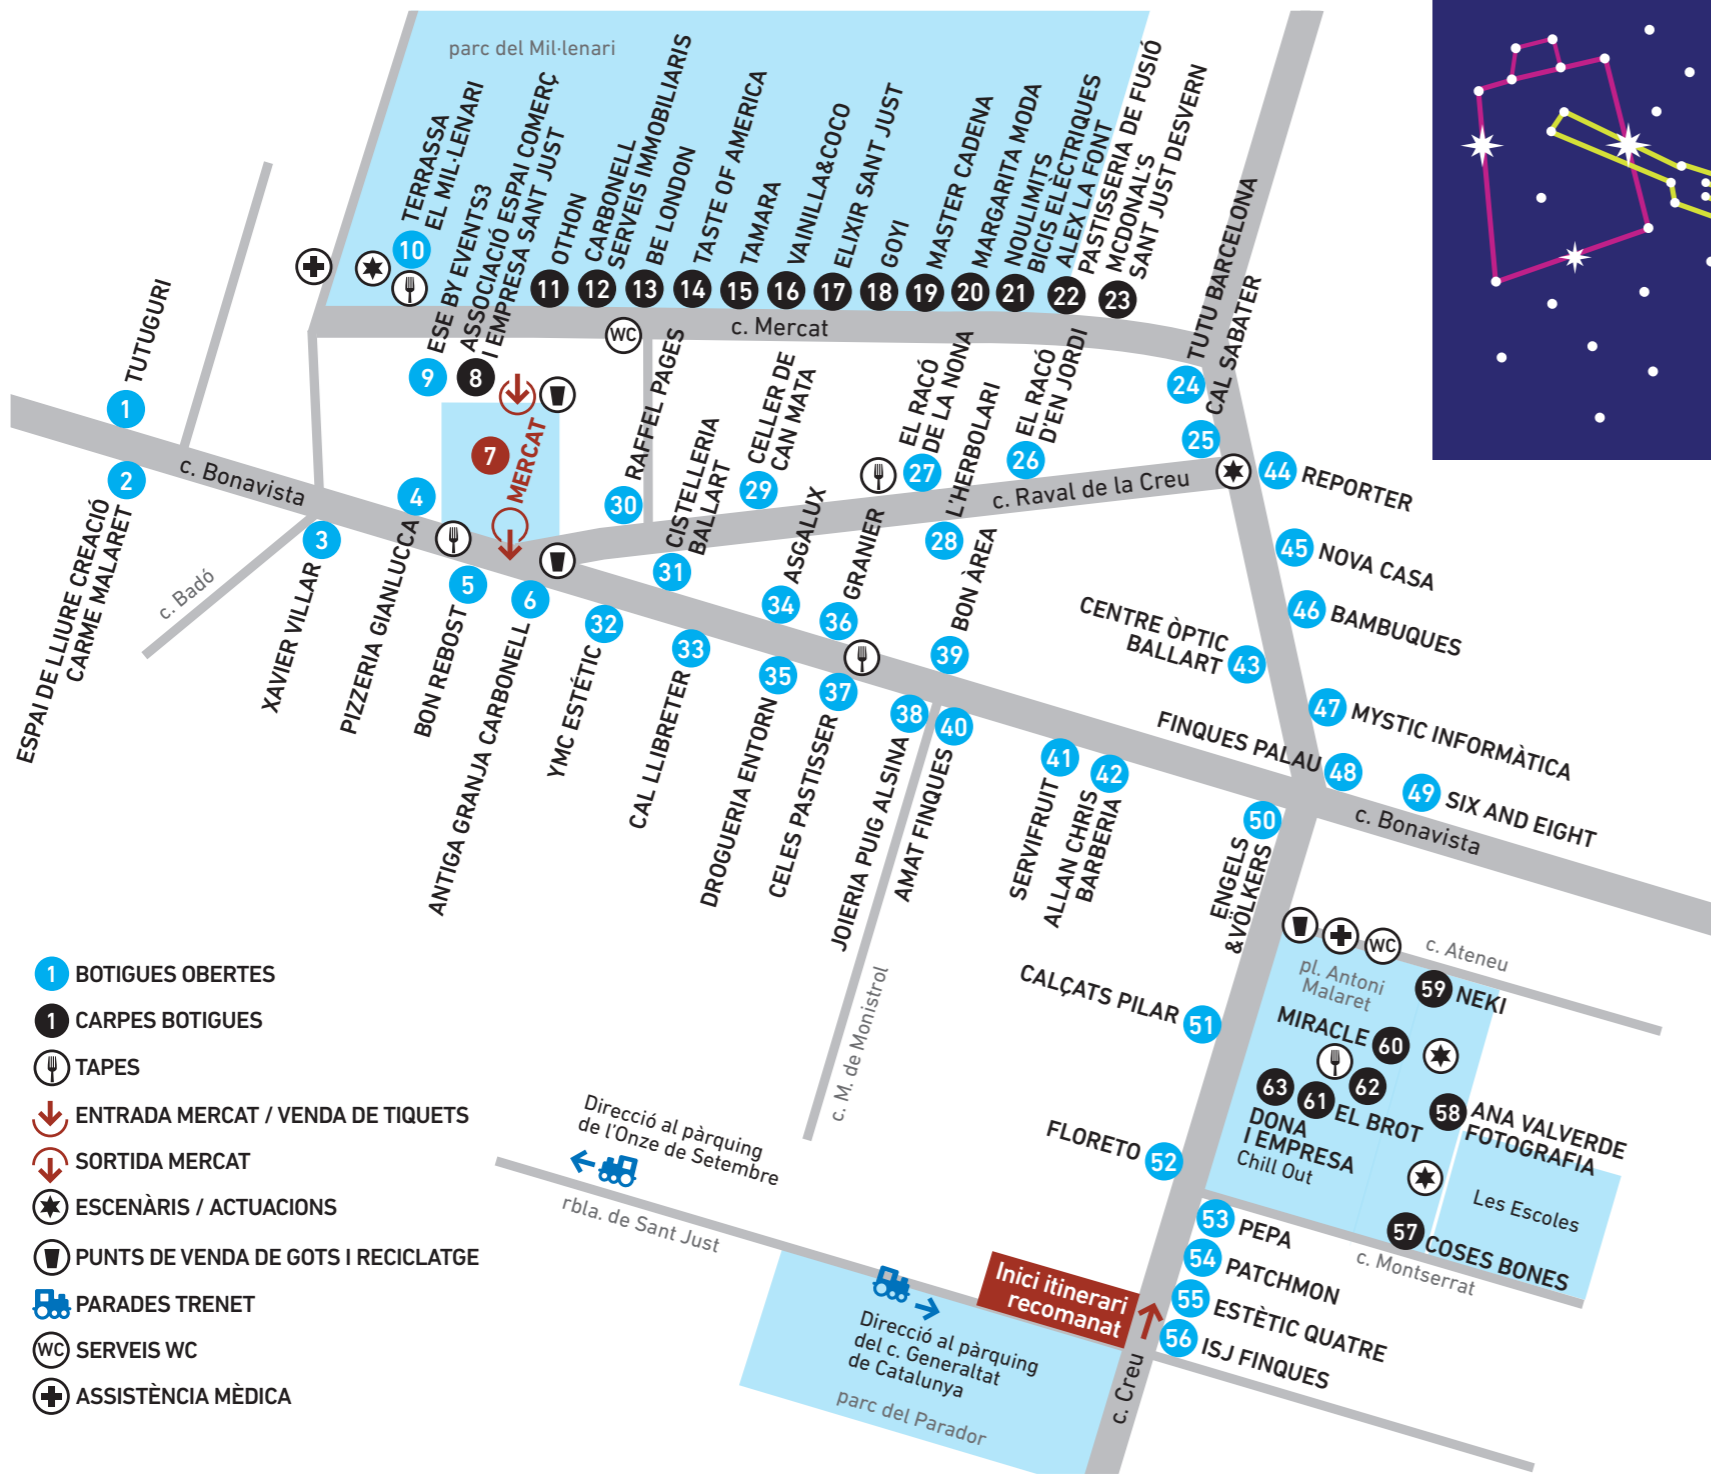 parc del Mil·lenari
10 TERRASSA
EL MIL·LENARI
9 ESE BY EVENTS3
8 ASSOCIACIÓ ESPAI COMERÇ
I EMPRESA SANT JUST
11 OTHON
12 CARBONELL
SERVEIS IMMOBILIARIS
13 BE LONDON
14 TASTE OF AMERICA
15 TAMARA
16 VAINILLA&COCO
17 ELIXIR SANT JUST
18 GOYI
19 MASTER CADENA
20 MARGARITA MODA
21 NOULIMITS
BICIS ELÈCTRIQUES
22 ALEX LA FONT
PASTISSERIA DE FUSIÓ
23 MCDONAL'S
SANT JUST DESVERN
c. Mercat
WC
24 TUTU BARCELONA
25 CAL SABATER
1 TUTUGURI
2 ESPAI DE LLIURE CREACIÓ
CARME MALARET
c. Bonavista
c. Badó
3 XAVIER VILLAR
4 PIZZERIA GIANLUCCA
5 BON REBOST
6 ANTIGA GRANJA CARBONELL
7 MERCAT
30 RAFFEL PAGES
31 CISTELLERIA
BALLART
29 CELLER DE
CAN MATA
27 EL RACÓ
DE LA NONA
28 L'HERBOLARI
26 EL RACÓ
D'EN JORDI
c. Raval de la Creu
44 REPORTER
45 NOVA CASA
46 BAMBUQUES
CENTRE ÒPTIC
BALLART 43
47 MYSTIC INFORMÀTICA
FINQUES PALAU 48
49 SIX AND EIGHT
c. Bonavista
32 YMC ESTÉTIC
33 CAL LLIBRETER
34 ASGALUX
35 DROGUERIA ENTORN
36 GRANIER
37 CELES PASTISSER
38 JOIERIA PUIG ALSINA
39 BON ÀREA
40 AMAT FINQUES
41 SERVIFRUIT
42 ALLAN CHRIS
BARBERIA
50 ENGELS
&VÖLKERS
c. M. de Monistrol
CALÇATS PILAR 51
FLORETO 52
WC
c. Ateneu
pl. Antoni
Malaret
59 NEKI
MIRACLE 60
63 61 62
EL BROT
DONA
I EMPRESA
Chill Out
58 ANA VALVERDE
FOTOGRAFIA
Les Escoles
57 COSES BONES
c. Montserrat
53 PEPA
54 PATCHMON
55 ESTÈTIC QUATRE
56 ISJ FINQUES
c. Creu
Inici itinerari
recomanat
Direcció al pàrquing
de l'Onze de Setembre
rbla. de Sant Just
Direcció al pàrquing
del c. Generaltat
de Catalunya
parc del Parador
1 BOTIGUES OBERTES
1 CARPES BOTIGUES
TAPES
ENTRADA MERCAT / VENDA DE TIQUETS
SORTIDA MERCAT
ESCENÀRIS / ACTUACIONS
PUNTS DE VENDA DE GOTS I RECICLATGE
PARADES TRENET
WC SERVEIS WC
ASSISTÈNCIA MÈDICA